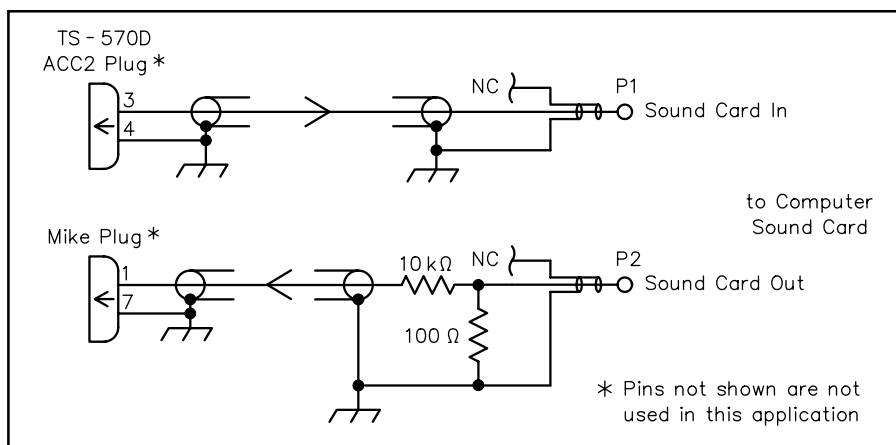 TS-570D
ACC2 Plug *
3
4
NC
P1
Sound Card In
to Computer
Sound Card
Mike Plug *
1
7
10 kΩ
100 Ω
NC
P2
Sound Card Out
* Pins not shown are not
used in this application